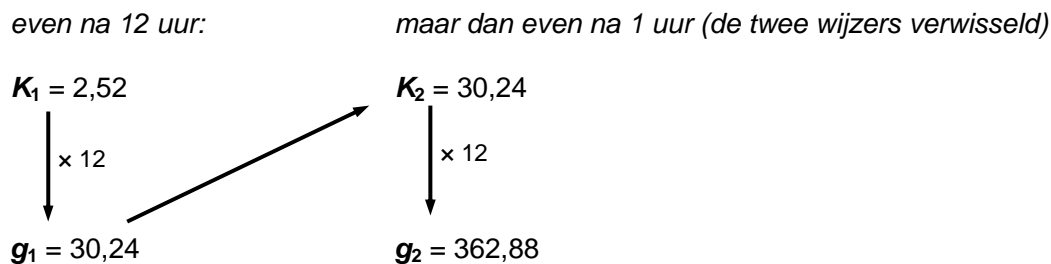 even na 12 uur: maar dan even na 1 uur (de twee wijzers verwisseld)
K1 = 2,52 K2 = 30,24
× 12 × 12
g1 = 30,24 g2 = 362,88